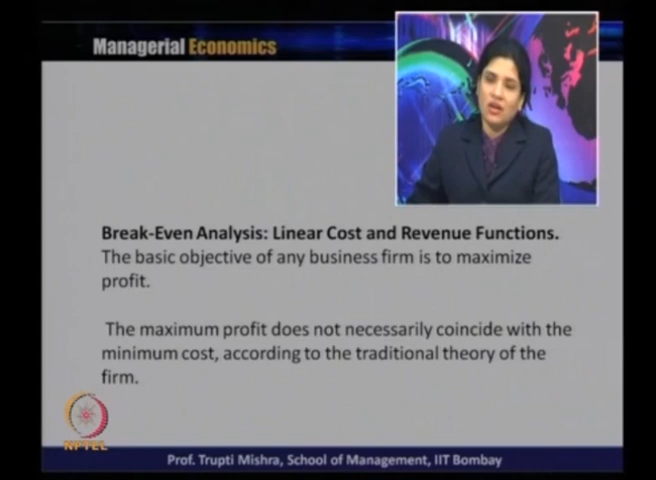 Managerial Economics
Break-Even Analysis: Linear Cost and Revenue Functions.
The basic objective of any business firm is to maximize
profit.
The maximum profit does not necessarily coincide with the
minimum cost, according to the traditional theory of the
firm.
NPTEL
Prof. Trupti Mishra, School of Management, IIT Bombay